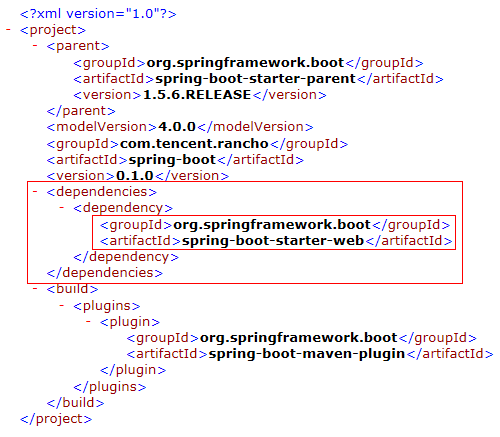 <?xml version="1.0"?>
- <project>
- <parent>
<groupId>org.springframework.boot</groupId>
<artifactId>spring-boot-starter-parent</artifactId>
<version>1.5.6.RELEASE</version>
</parent>
<modelVersion>4.0.0</modelVersion>
<groupId>com.tencent.rancho</groupId>
<artifactId>spring-boot</artifactId>
<version>0.1.0</version>
- <dependencies>
- <dependency>
<groupId>org.springframework.boot</groupId>
<artifactId>spring-boot-starter-web</artifactId>
</dependency>
</dependencies>
- <build>
- <plugins>
- <plugin>
<groupId>org.springframework.boot</groupId>
<artifactId>spring-boot-maven-plugin</artifactId>
</plugin>
</plugins>
</build>
</project>